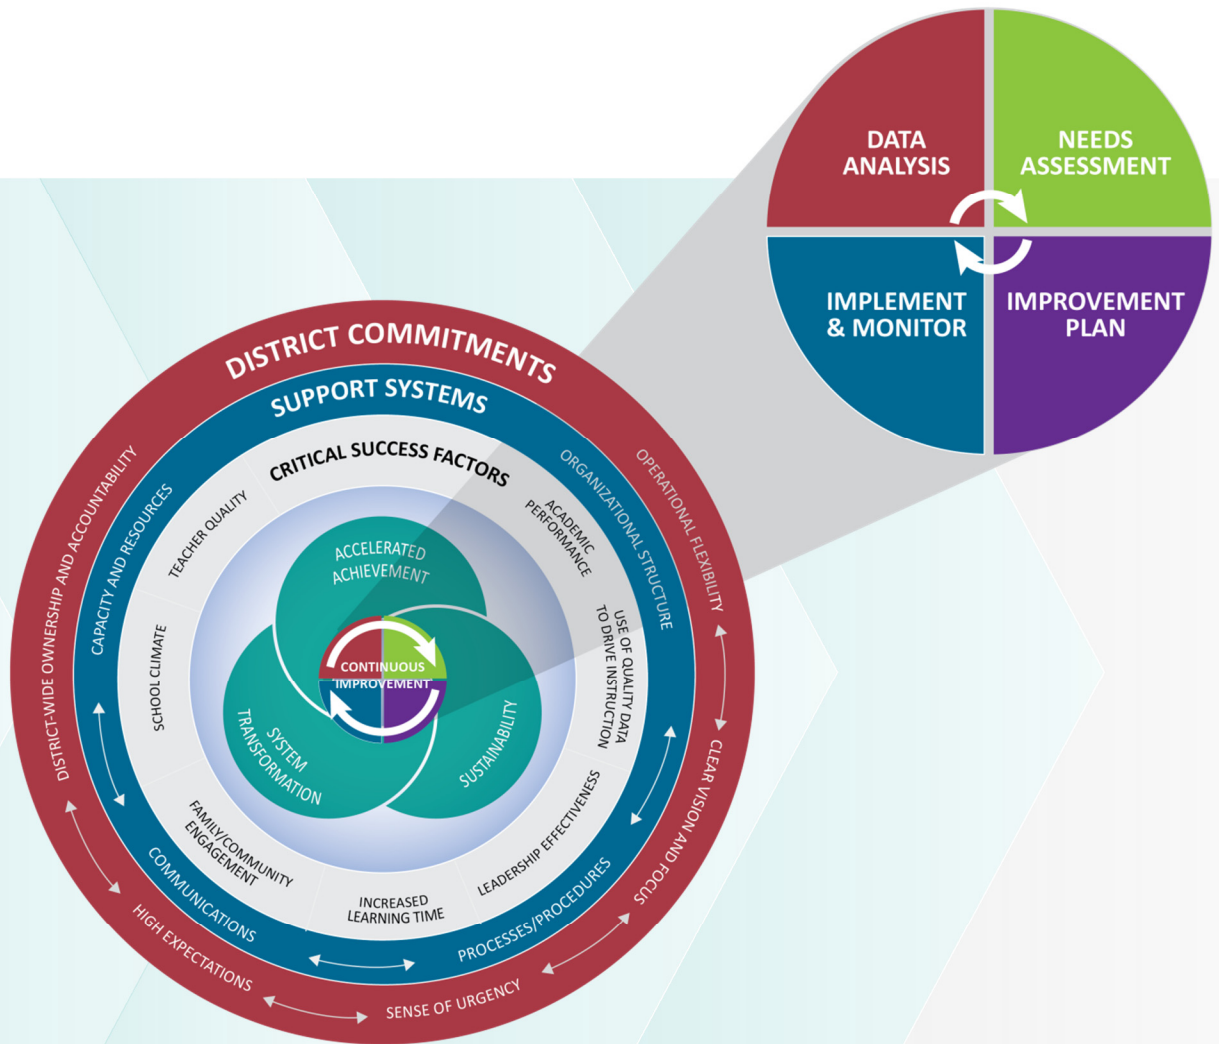 DATA
ANALYSIS
NEEDS
ASSESSMENT
IMPLEMENT
& MONITOR
IMPROVEMENT
PLAN
DISTRICT COMMITMENTS
OPERATIONAL FLEXIBILITY
CLEAR VISION AND FOCUS
SENSE OF URGENCY
HIGH EXPECTATIONS
DISTRICT-WIDE OWNERSHIP AND ACCOUNTABILITY
SUPPORT SYSTEMS
ORGANIZATIONAL STRUCTURE
PROCESSES/PROCEDURES
COMMUNICATIONS
CAPACITY AND RESOURCES
CRITICAL SUCCESS FACTORS
ACADEMIC
PERFORMANCE
USE OF QUALITY DATA
TO DRIVE INSTRUCTION
LEADERSHIP EFFECTIVENESS
INCREASED
LEARNING TIME
FAMILY/COMMUNITY
ENGAGEMENT
SCHOOL CLIMATE
TEACHER QUALITY
ACCELERATED
ACHIEVEMENT
SUSTAINABILITY
SYSTEM
TRANSFORMATION
CONTINUOUS
IMPROVEMENT